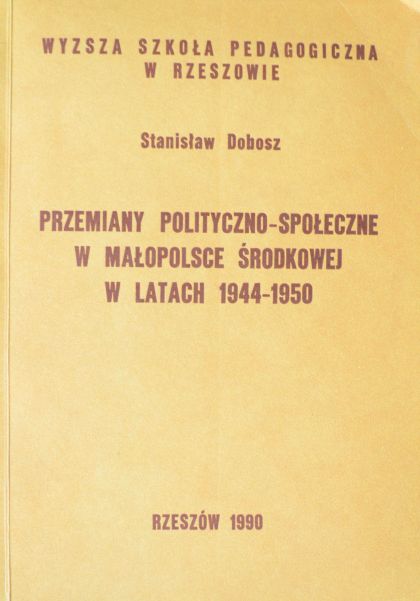 WYZSZA SZKOŁA PEDAGOGICZNA
W RZESZOWIE
Stanisław Dobosz
PRZEMIANY POLITYCZNO-SPOŁECZNE
W MAŁOPOLSCE ŚRODKOWEJ
W LATACH 1944-1950
RZESZÓW 1990